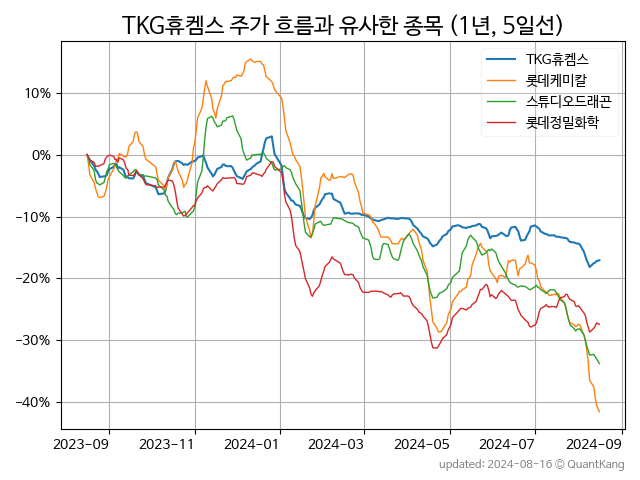 TKG휴켐스 주가 흐름과 유사한 종목 (1년, 5일선)
TKG휴켐스
롯데케미칼
스튜디오드래곤
롯데정밀화학
10%
0%
-10%
-20%
-30%
-40%
2023-09 2023-11 2024-01 2024-03 2024-05 2024-07 2024-09
updated: 2024-08-16 © QuantKang